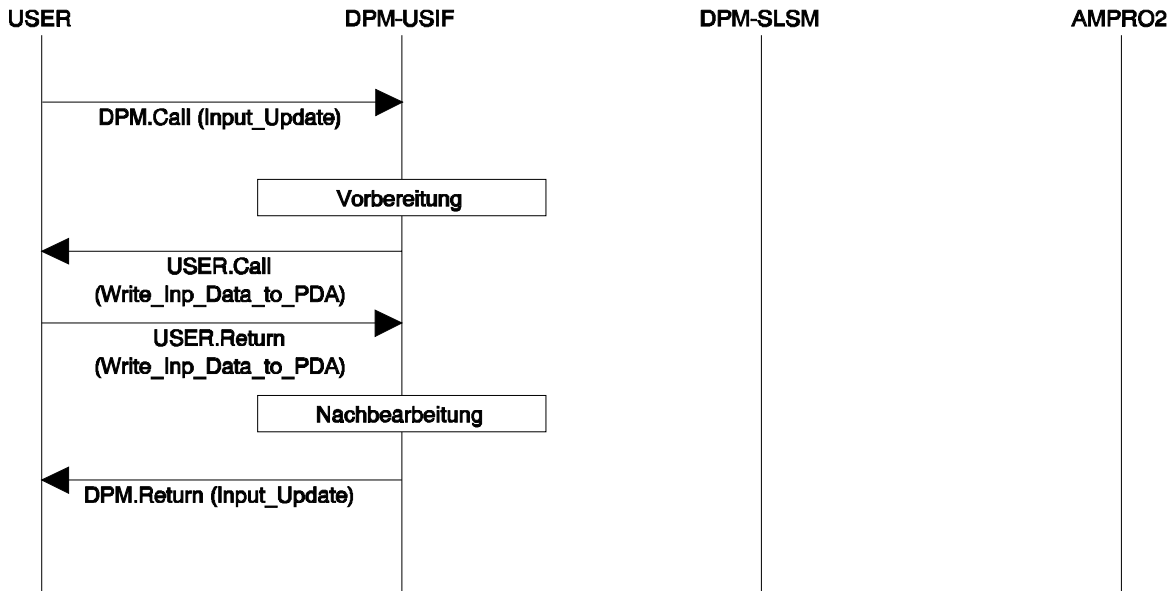 USER DPM-USIF DPM-SLSM AMPRO2
DPM.Call (Input_Update)
Vorbereitung
USER.Call
(Write_Inp_Data_to_PDA)
USER.Return
(Write_Inp_Data_to_PDA)
Nachbearbeitung
DPM.Return (Input_Update)